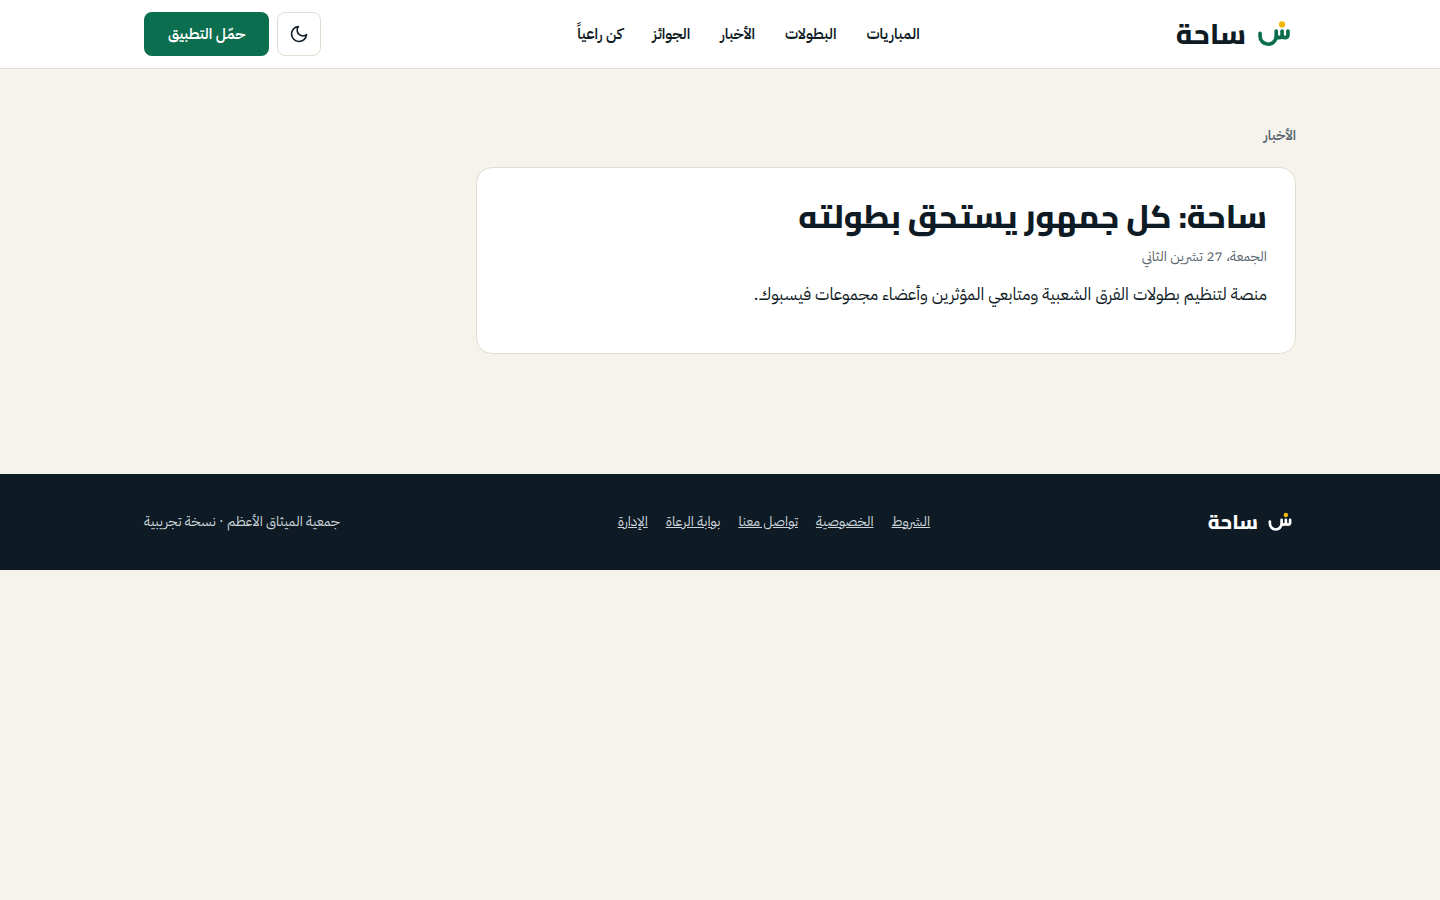 ساحة
المباريات
البطولات
الأخبار
الجوائز
كن راعياً
حمّل التطبيق
الأخبار
ساحة: كل جمهور يستحق بطولته
الجمعة، 27 تشرين الثاني
منصة لتنظيم بطولات الفرق الشعبية ومتابعي المؤثرين وأعضاء مجموعات فيسبوك.
ساحة
الشروط
الخصوصية
تواصل معنا
بوابة الرعاة
الإدارة
جمعية الميثاق الأعظم · نسخة تجريبية